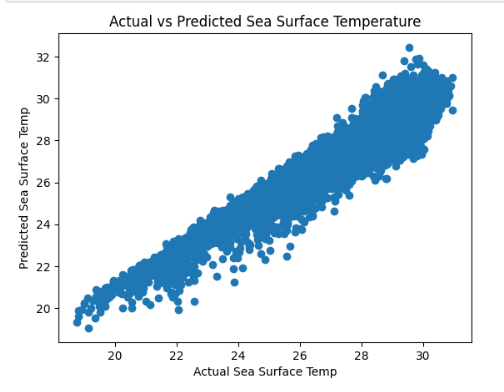 Actual vs Predicted Sea Surface Temperature
32
30
28
26
24
22
20
Predicted Sea Surface Temp
20 22 24 26 28 30
Actual Sea Surface Temp